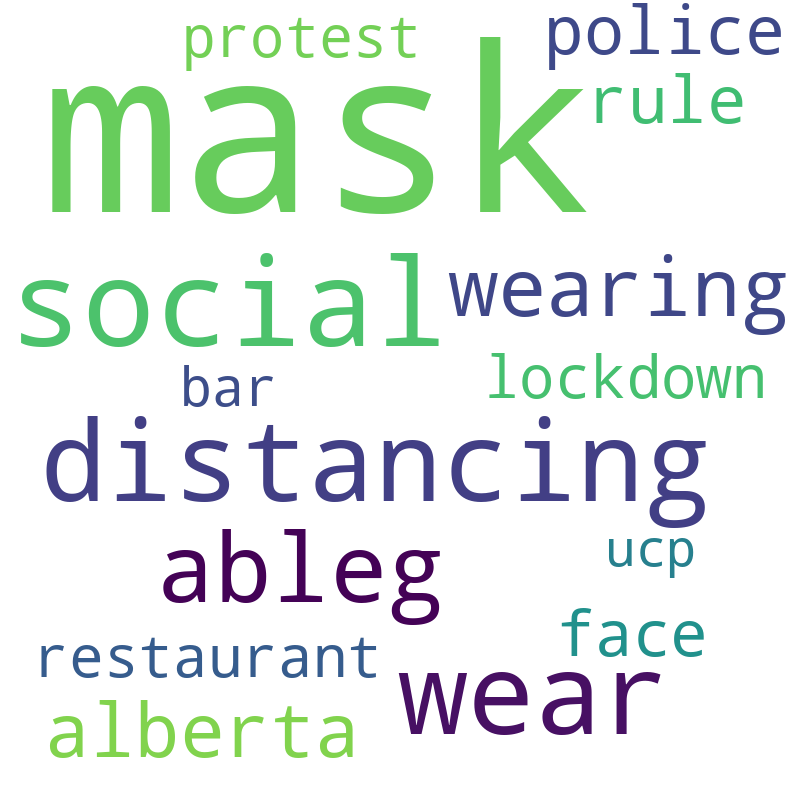 protest police
mask rule
social wearing
bar lockdown
distancing
ableg ucp
restaurant face
alberta wear